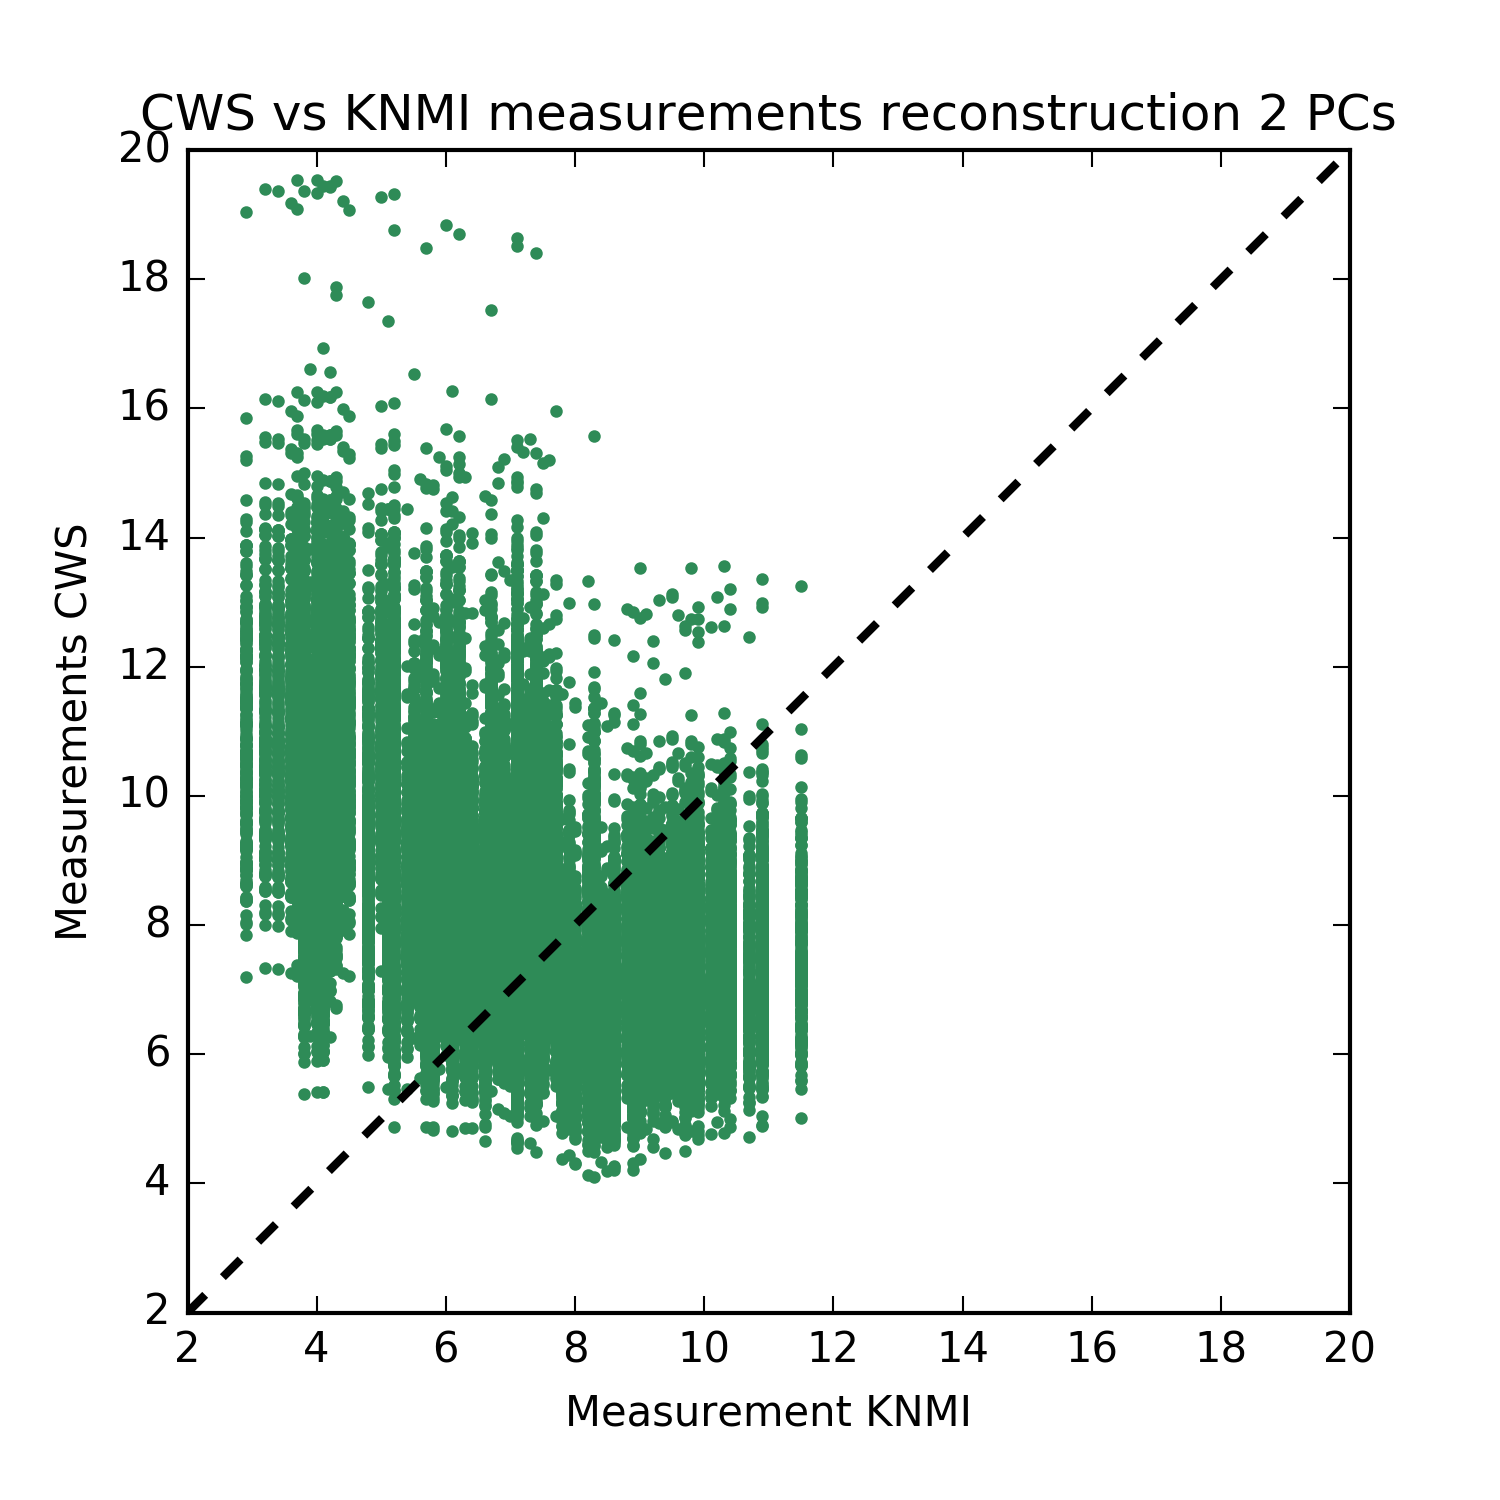 CWS vs KNMI measurements reconstruction 2 PCs
20
18
16
14
12
10
8
6
4
2
Measurements CWS
2 4 6 8 10 12 14 16 18 20
Measurement KNMI